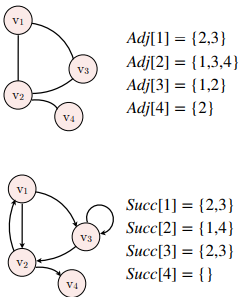 v1
v3
v2
v4
Adj[1] = {2,3}
Adj[2] = {1,3,4}
Adj[3] = {1,2}
Adj[4] = {2}
v1
v3
v2
v4
Succ[1] = {2,3}
Succ[2] = {1,4}
Succ[3] = {2,3}
Succ[4] = {}